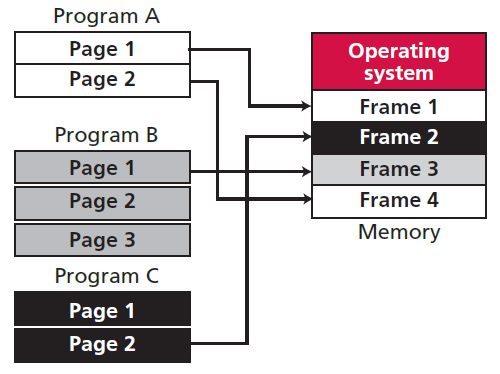 Program A
Page 1
Page 2
Program B
Page 1
Page 2
Page 3
Program C
Page 1
Page 2
Operating
system
Frame 1
Frame 2
Frame 3
Frame 4
Memory